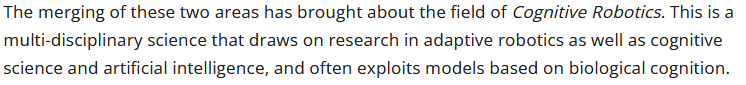 The merging of these two areas has brought about the field of Cognitive Robotics. This is a
multi-disciplinary science that draws on research in adaptive robotics as well as cognitive
science and artificial intelligence, and often exploits models based on biological cognition.